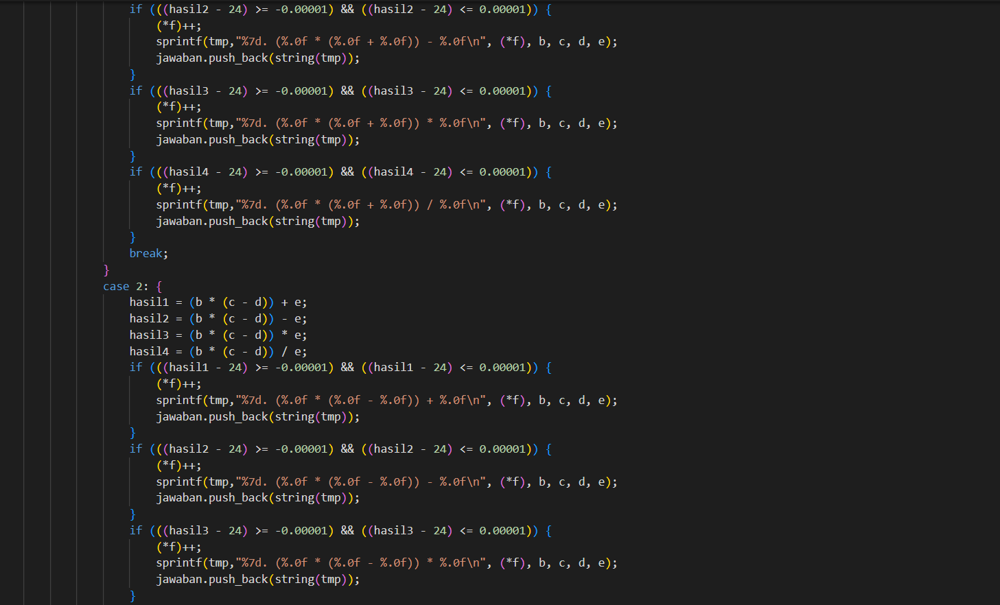 if (((hasil2 - 24) >= -0.00001) && ((hasil2 - 24) <= 0.00001)) {
(*f)++;
sprintf(tmp,"%7d. (%.0f * (%.0f + %.0f)) - %.0f\n", (*f), b, c, d, e);
jawaban.push_back(string(tmp));
}
if (((hasil3 - 24) >= -0.00001) && ((hasil3 - 24) <= 0.00001)) {
(*f)++;
sprintf(tmp,"%7d. (%.0f * (%.0f + %.0f)) * %.0f\n", (*f), b, c, d, e);
jawaban.push_back(string(tmp));
}
if (((hasil4 - 24) >= -0.00001) && ((hasil4 - 24) <= 0.00001)) {
(*f)++;
sprintf(tmp,"%7d. (%.0f * (%.0f + %.0f)) / %.0f\n", (*f), b, c, d, e);
jawaban.push_back(string(tmp));
}
break;
}
case 2: {
hasil1 = (b * (c - d)) + e;
hasil2 = (b * (c - d)) - e;
hasil3 = (b * (c - d)) * e;
hasil4 = (b * (c - d)) / e;
if (((hasil1 - 24) >= -0.00001) && ((hasil1 - 24) <= 0.00001)) {
(*f)++;
sprintf(tmp,"%7d. (%.0f * (%.0f - %.0f)) + %.0f\n", (*f), b, c, d, e);
jawaban.push_back(string(tmp));
}
if (((hasil2 - 24) >= -0.00001) && ((hasil2 - 24) <= 0.00001)) {
(*f)++;
sprintf(tmp,"%7d. (%.0f * (%.0f - %.0f)) - %.0f\n", (*f), b, c, d, e);
jawaban.push_back(string(tmp));
}
if (((hasil3 - 24) >= -0.00001) && ((hasil3 - 24) <= 0.00001)) {
(*f)++;
sprintf(tmp,"%7d. (%.0f * (%.0f - %.0f)) * %.0f\n", (*f), b, c, d, e);
jawaban.push_back(string(tmp));
}